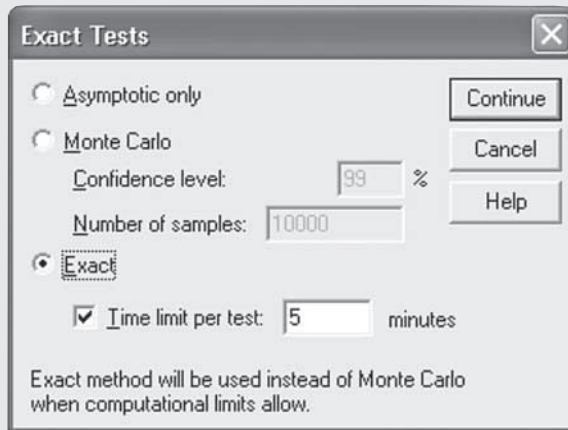 Exact Tests
Asymptotic only
Continue
Monte Carlo
Cancel
Confidence level: 99 %
Help
Number of samples: 10000
Exact
Time limit per test: 5 minutes
Exact method will be used instead of Monte Carlo
when computational limits allow.